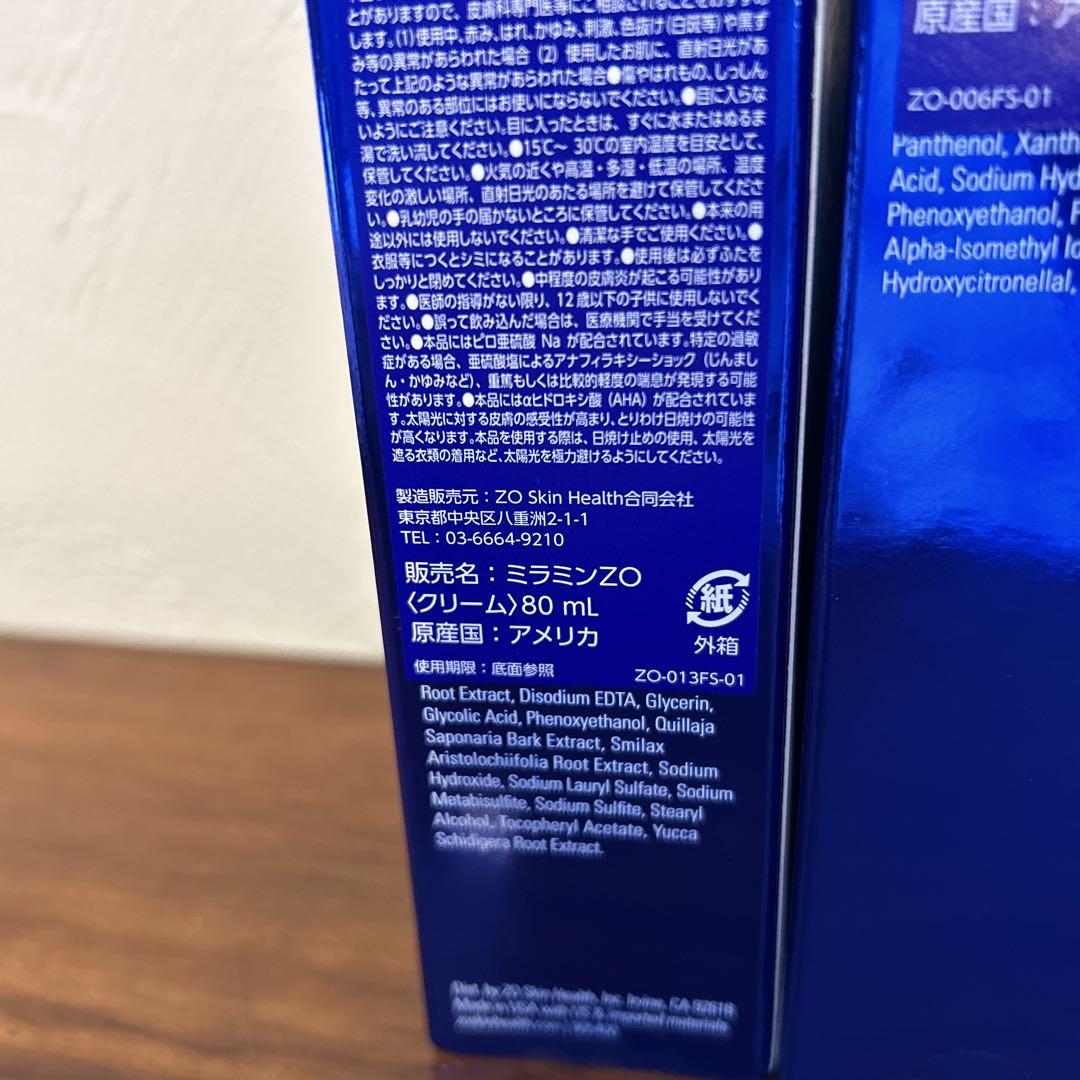 とがありますので、皮膚科専門医等にご相談されることをおすすめ
します。(1)使用中、赤み、はれ、かゆみ、刺激、色抜け(白斑等)や黒ず
み等の異常があらわれた場合 (2) 使用したお肌に、直射日光があ
たって上記のような異常があらわれた場合●傷やはれもの、しっしん
等、異常のある部位にはお使いにならないでください。●目に入らな
いようにご注意ください。目に入ったときは、すぐに水またはぬるま
湯で洗い流してください。●15℃〜 30℃の室内温度を目安として、
保管してください。●火気の近くや高温・多湿・低温の場所、温度
変化の激しい場所、直射日光のあたる場所を避けて保管してくださ
い。●乳幼児の手の届かないところに保管してください。●本来の用
途以外には使用しないでください。●清潔な手でご使用ください。●
衣服等につくとシミになることがあります。●使用後は必ずふたを
しっかりと閉めてください。●中程度の皮膚炎が起こる可能性があり
ます。●医師の指導がない限り、12歳以下の子供に使用しないでく
ださい。●誤って飲み込んだ場合は、医療機関で手当を受けてくだ
さい。●本品にはピロ亜硫酸 Na が配合されています。特定の過敏
症がある場合、亜硫酸塩によるアナフィラキシーショック (じんまし
ん・かゆみなど)、重篤もしくは比較的軽度の喘息が発現する可能
性があります。●本品にはαヒドロキシ酸 (AHA) が配合されていま
す。太陽光に対する皮膚の感受性が高まり、とりわけ日焼けの可能性
が高くなります。本品を使用する際は、日焼け止めの使用、太陽光を
遮る衣類の着用など、太陽光を極力避けるようにしてください。
製造販売元：ZO Skin Health合同会社
東京都中央区八重洲2-1-1
TEL：03-6664-9210
販売名：ミラミンZO
〈クリーム〉80 mL
原産国：アメリカ
紙
外箱
使用期限：底面参照
ZO-013FS-01
Root Extract, Disodium EDTA, Glycerin,
Glycolic Acid, Phenoxyethanol, Quillaja
Saponaria Bark Extract, Smilax
Aristolochiifolia Root Extract, Sodium
Hydroxide, Sodium Lauryl Sulfate, Sodium
Metabisulfite, Sodium Sulfite, Stearyl
Alcohol, Tocopheryl Acetate, Yucca
Schidigera Root Extract.
Dist. by ZO Skin Health, Inc. Irvine, CA 92618
Made in USA with US & imported materials
原産国：ア
ZO-006FS-01
Panthenol, Xanth
Acid, Sodium Hyd
Phenoxyethanol,
Alpha-Isomethyl Io
Hydroxycitronellal,